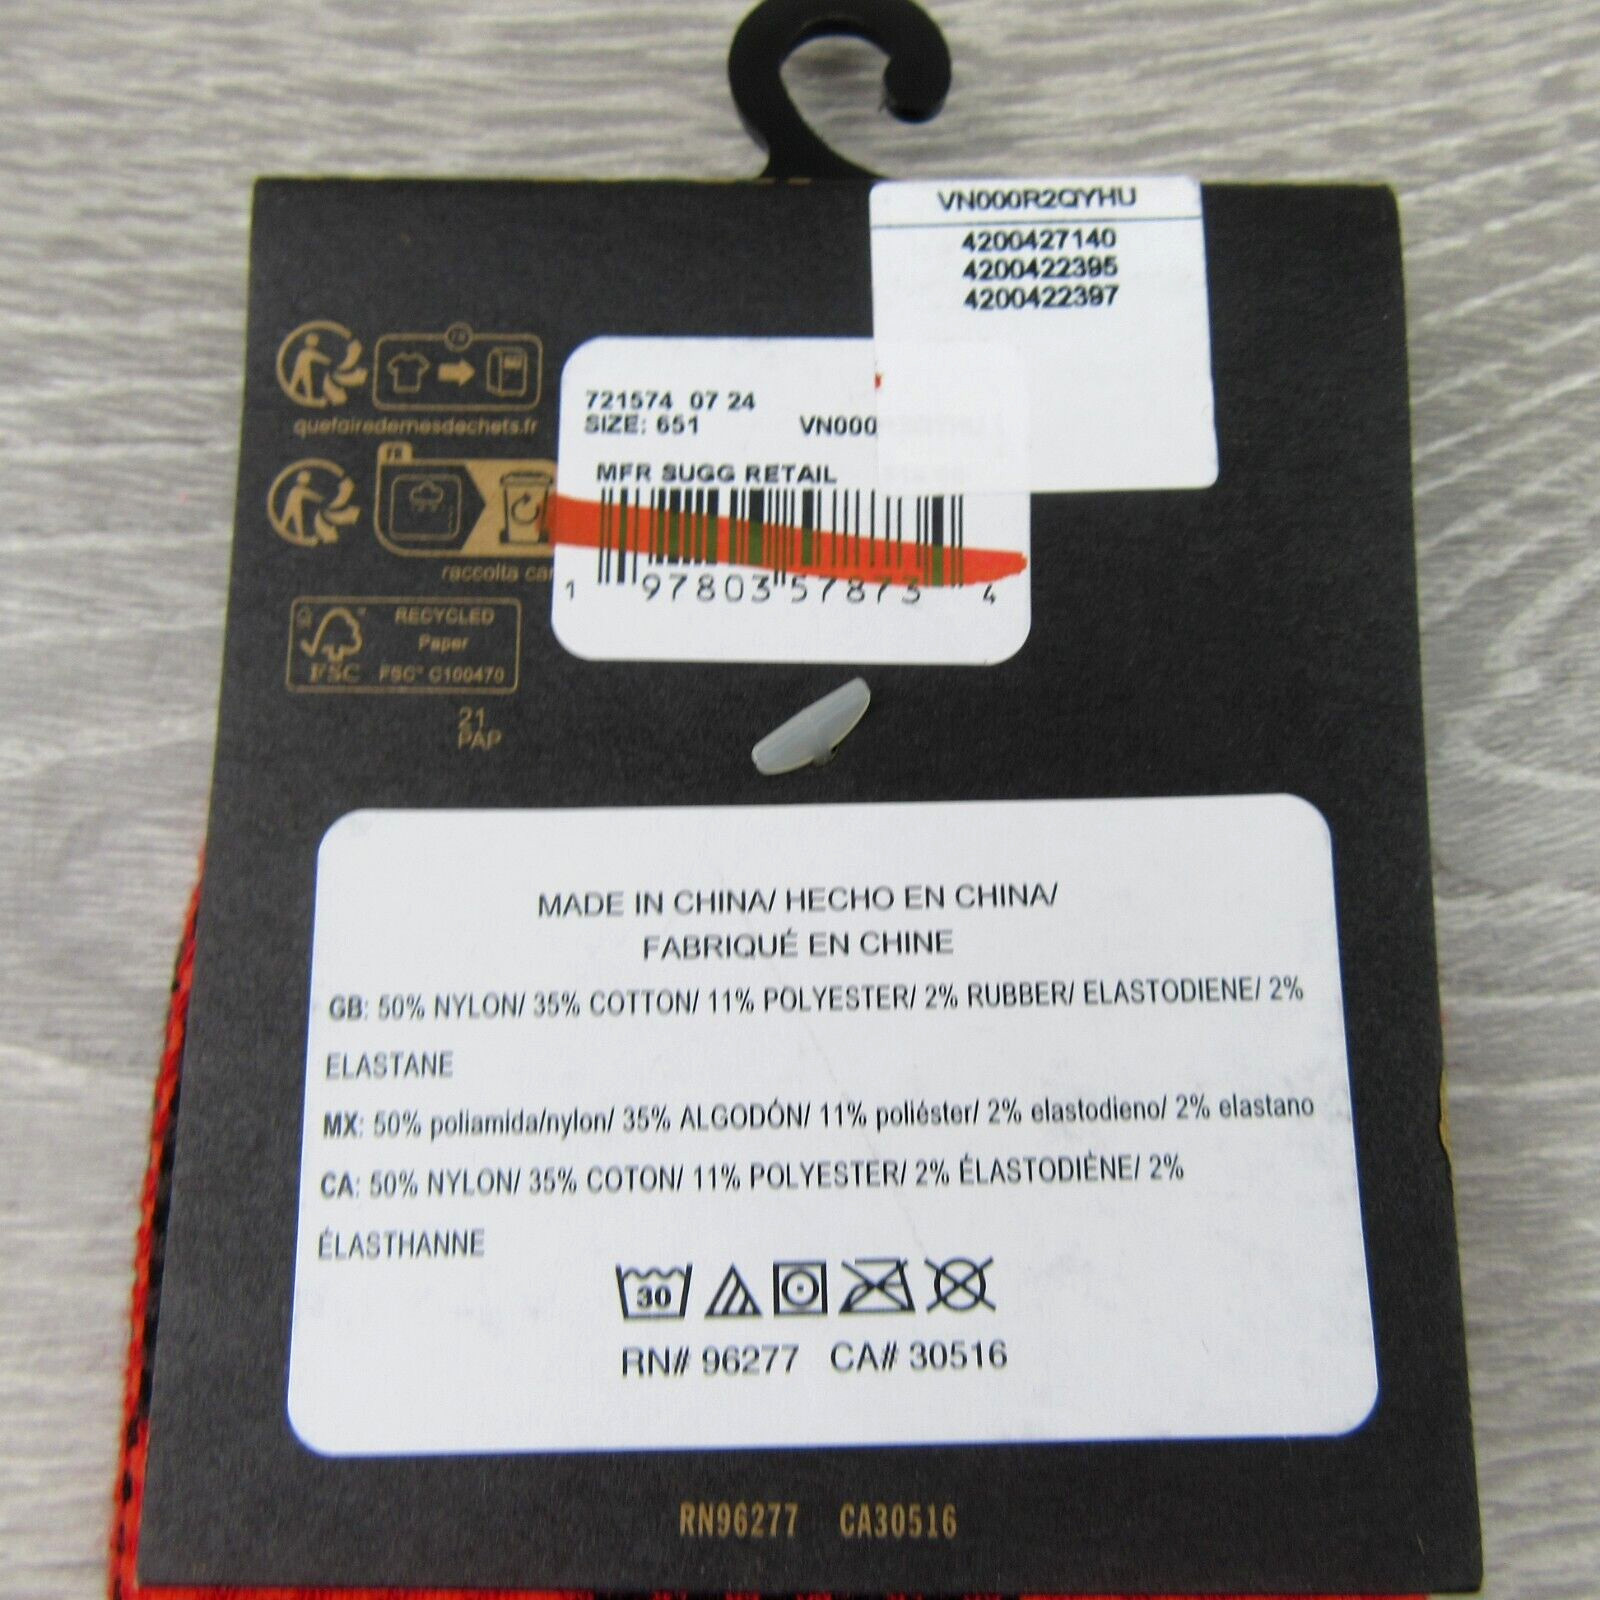 VN000R2QYHU
4200427140
4200422395
4200422397
721574 07 24
SIZE: 651 VN000
MFR SUGG RETAIL
1 97803 57873 4
quefairedemesdechets.fr
FR
raccolta car
RECYCLED
Paper
FSC FSC™ C100470
21
PAP
MADE IN CHINA/ HECHO EN CHINA/
FABRIQUÉ EN CHINE
GB: 50% NYLON/ 35% COTTON/ 11% POLYESTER/ 2% RUBBER/ ELASTODIENE/ 2%
ELASTANE
MX: 50% poliamida/nylon/ 35% ALGODÓN/ 11% poliéster/ 2% elastodieno/ 2% elastano
CA: 50% NYLON/ 35% COTON/ 11% POLYESTER/ 2% ÉLASTODIÈNE/ 2%
ÉLASTHANNE
30
RN# 96277 CA# 30516
RN96277 CA30516